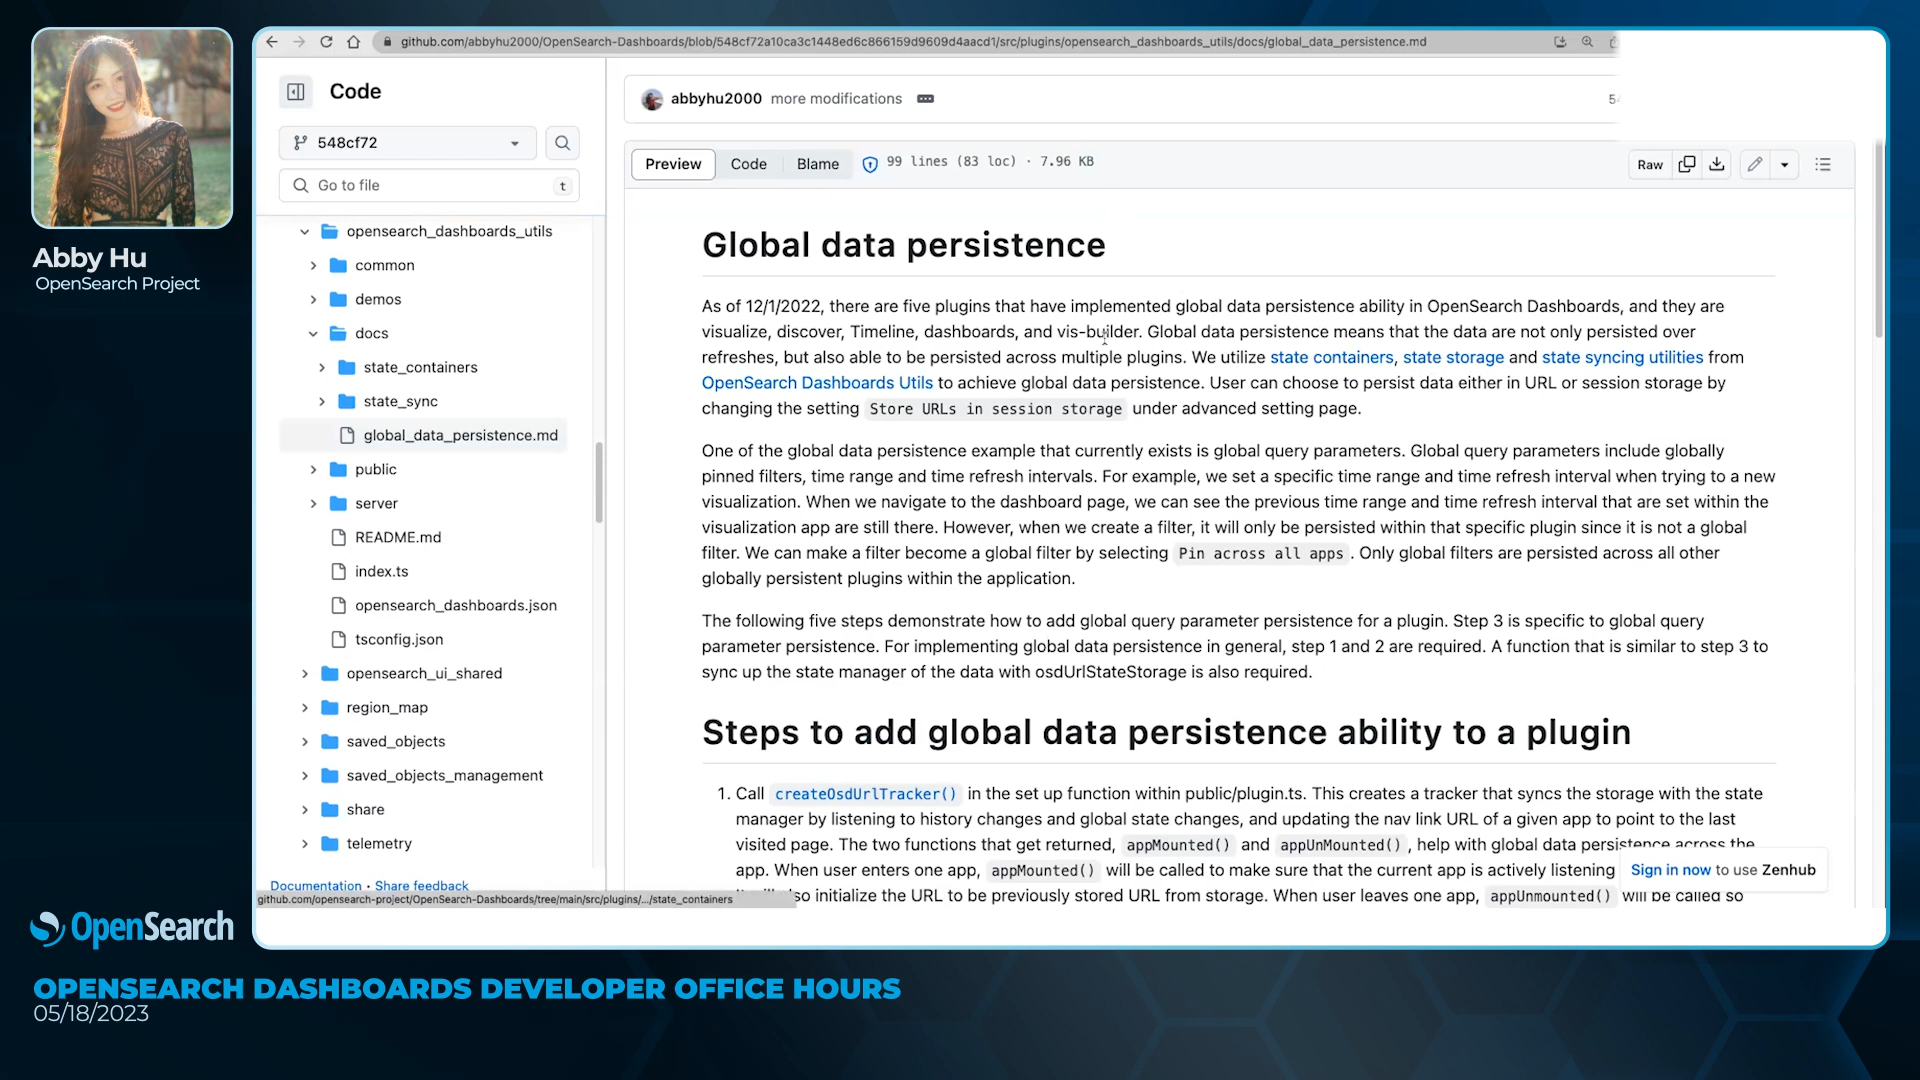 github.com/abbyhu2000/OpenSearch-Dashboards/blob/548cf72a10ca3c1448ed6c866159d9609d4aacd1/src/plugins/opensearch_dashboards_utils/docs/global_data_persistence.md
Abby Hu
OpenSearch Project
Code
548cf72
Go to file
t
opensearch_dashboards_utils
common
demos
docs
state_containers
state_sync
global_data_persistence.md
public
server
README.md
index.ts
opensearch_dashboards.json
tsconfig.json
opensearch_ui_shared
region_map
saved_objects
saved_objects_management
share
telemetry
Documentation • Share feedback
github.com/opensearch-project/OpenSearch-Dashboards/tree/main/src/plugins/.../state_containers
abbyhu2000 more modifications
Preview Code Blame 99 lines (83 loc) · 7.96 KB Raw
Global data persistence
As of 12/1/2022, there are five plugins that have implemented global data persistence ability in OpenSearch Dashboards, and they are
visualize, discover, Timeline, dashboards, and vis-builder. Global data persistence means that the data are not only persisted over
refreshes, but also able to be persisted across multiple plugins. We utilize state containers, state storage and state syncing utilities from
OpenSearch Dashboards Utils to achieve global data persistence. User can choose to persist data either in URL or session storage by
changing the setting Store URLs in session storage under advanced setting page.
One of the global data persistence example that currently exists is global query parameters. Global query parameters include globally
pinned filters, time range and time refresh intervals. For example, we set a specific time range and time refresh interval when trying to a new
visualization. When we navigate to the dashboard page, we can see the previous time range and time refresh interval that are set within the
visualization app are still there. However, when we create a filter, it will only be persisted within that specific plugin since it is not a global
filter. We can make a filter become a global filter by selecting Pin across all apps. Only global filters are persisted across all other
globally persistent plugins within the application.
The following five steps demonstrate how to add global query parameter persistence for a plugin. Step 3 is specific to global query
parameter persistence. For implementing global data persistence in general, step 1 and 2 are required. A function that is similar to step 3 to
sync up the state manager of the data with osdUrlStateStorage is also required.
Steps to add global data persistence ability to a plugin
1. Call createOsdUrlTracker() in the set up function within public/plugin.ts. This creates a tracker that syncs the storage with the state
manager by listening to history changes and global state changes, and updating the nav link URL of a given app to point to the last
visited page. The two functions that get returned, appMounted() and appUnMounted(), help with global data persistence across the
app. When user enters one app, appMounted() will be called to make sure that the current app is actively listening
so initialize the URL to be previously stored URL from storage. When user leaves one app, appUnmounted() will be called so
Sign in now to use Zenhub
OpenSearch
OPENSEARCH DASHBOARDS DEVELOPER OFFICE HOURS
05/18/2023